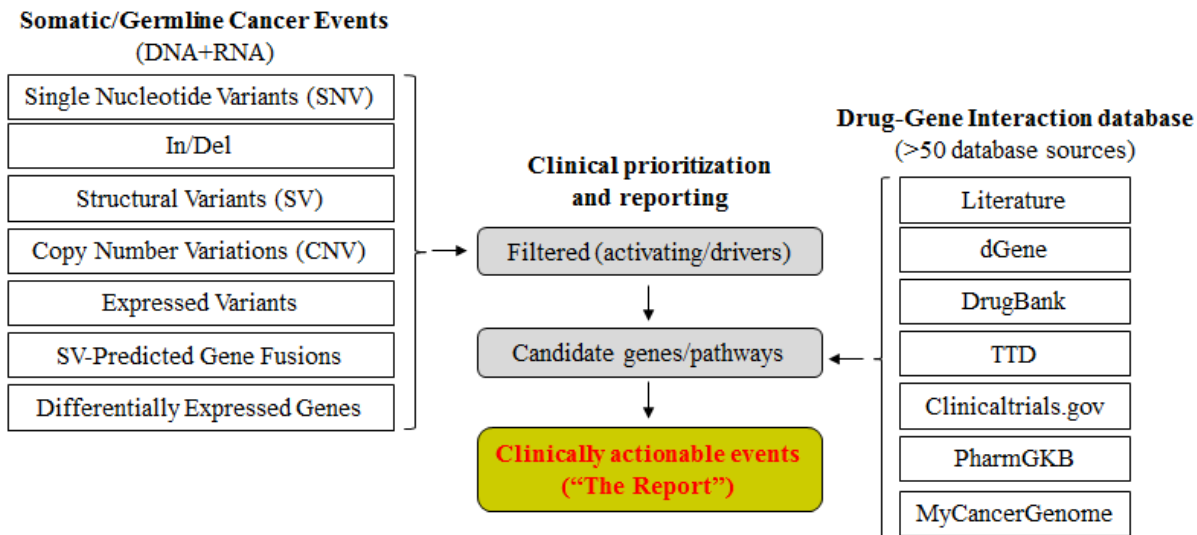 Somatic/Germline Cancer Events
(DNA+RNA)
Single Nucleotide Variants (SNV)
In/Del
Structural Variants (SV)
Copy Number Variations (CNV)
Expressed Variants
SV-Predicted Gene Fusions
Differentially Expressed Genes
Clinical prioritization
and reporting
Filtered (activating/drivers)
Candidate genes/pathways
Clinically actionable events
(“The Report”)
Drug-Gene Interaction database
(>50 database sources)
Literature
dGene
DrugBank
TTD
Clinicaltrials.gov
PharmGKB
MyCancerGenome